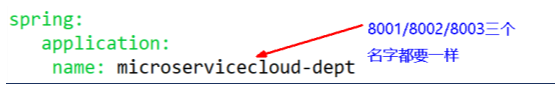 spring:
application:
name: microservicecloud-dept
8001/8002/8003三个
名字都要一样